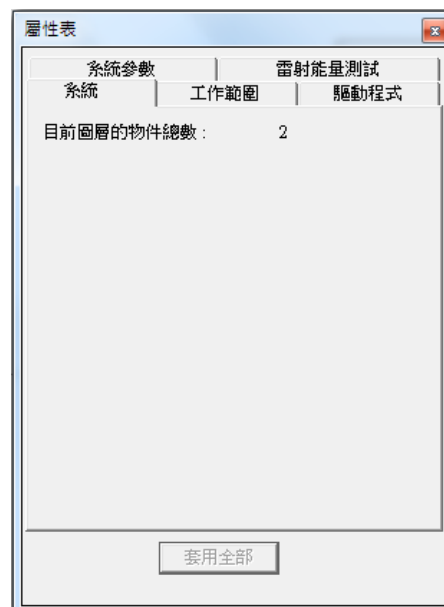 屬性表
系統參數 雷射能量測試
系統 工作範圍 驅動程式
目前圖層的物件總數： 2
套用全部